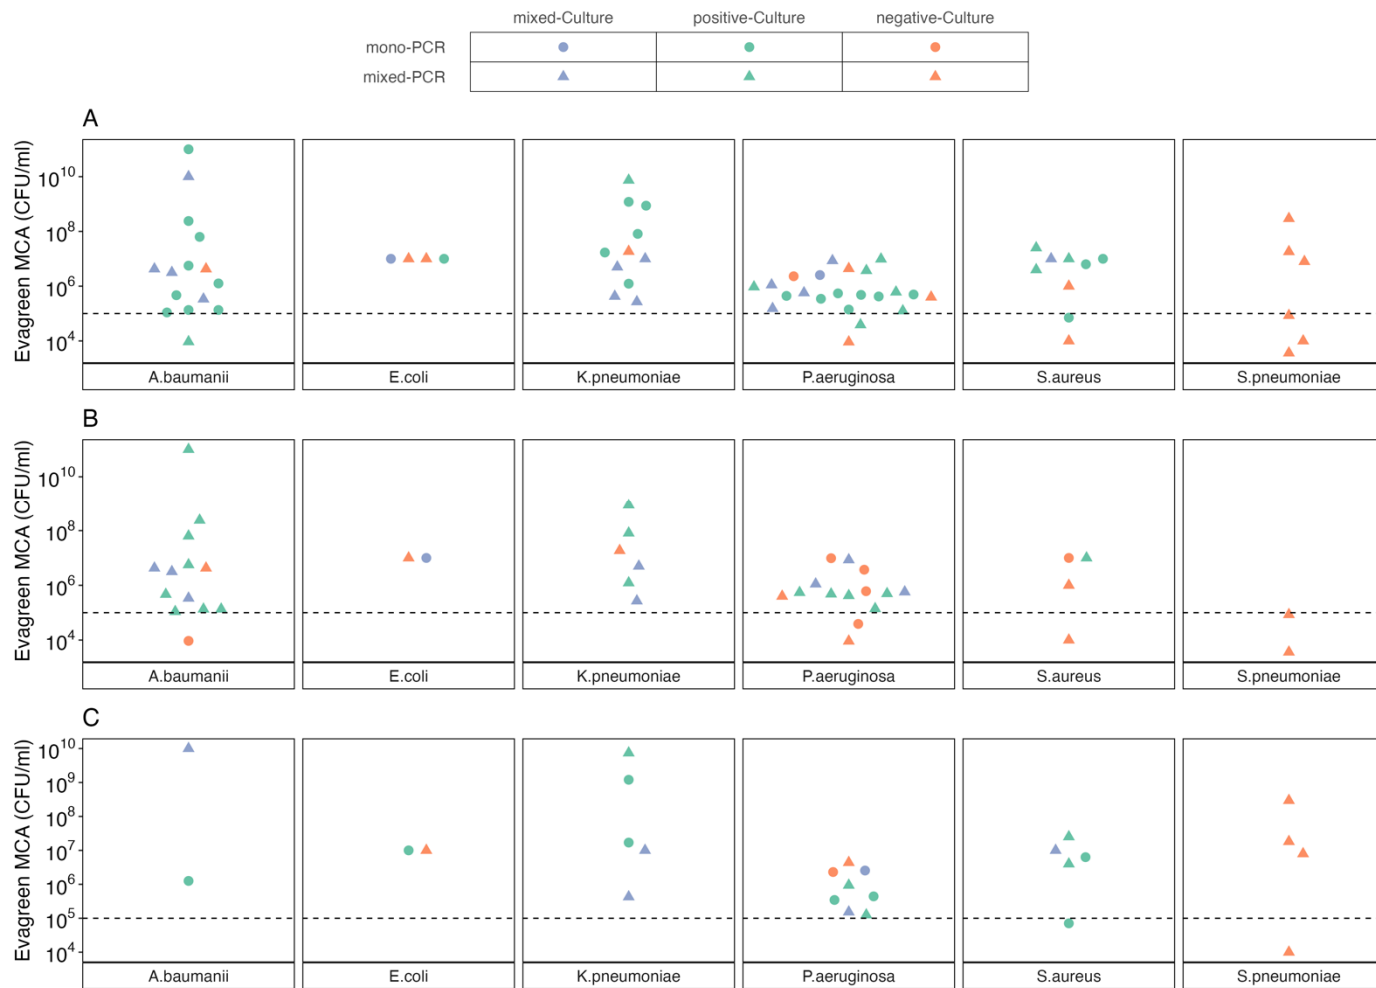 mixed-Culture positive-Culture negative-Culture
mono-PCR
mixed-PCR
A
Evagreen MCA (CFU/ml)
10^10
10^8
10^6
10^4
A.baumanii E.coli K.pneumoniae P.aeruginosa S.aureus S.pneumoniae
B
Evagreen MCA (CFU/ml)
10^10
10^8
10^6
10^4
A.baumanii E.coli K.pneumoniae P.aeruginosa S.aureus S.pneumoniae
C
Evagreen MCA (CFU/ml)
10^10
10^9
10^8
10^7
10^6
10^5
10^4
A.baumanii E.coli K.pneumoniae P.aeruginosa S.aureus S.pneumoniae